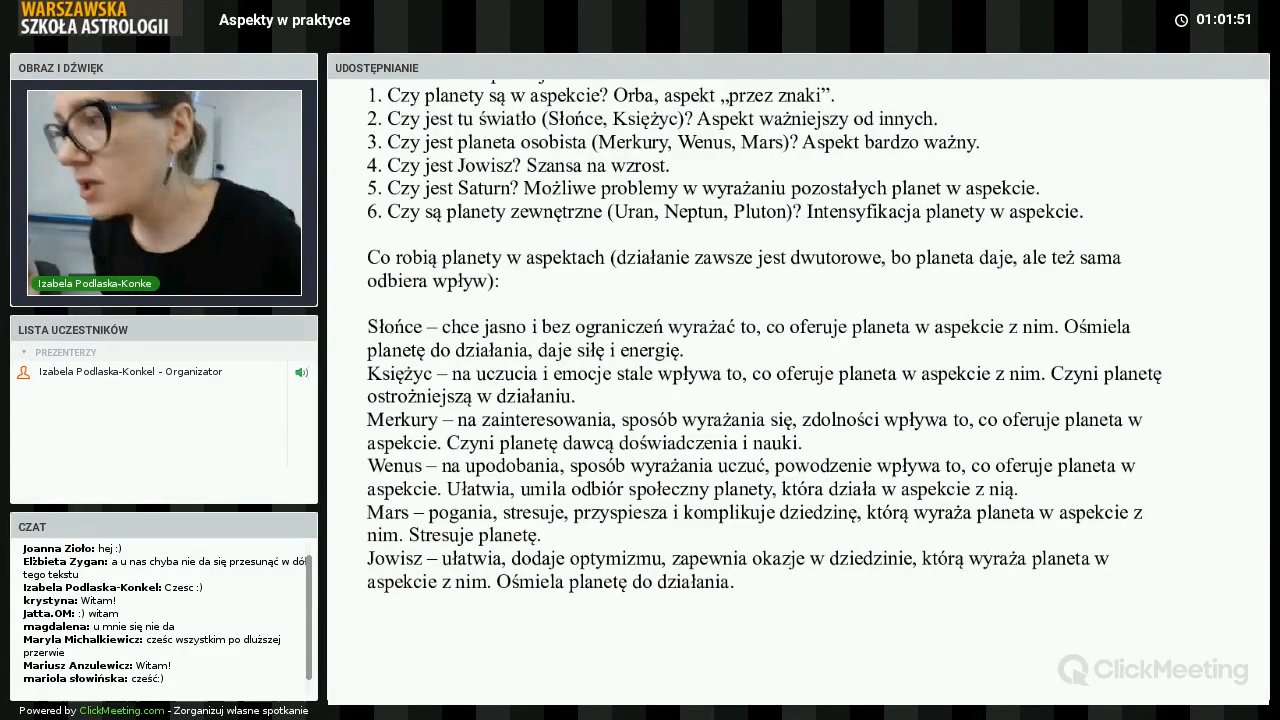 WARSZAWSKA
SZKOŁA ASTROLOGII
Aspekty w praktyce
01:01:51
OBRAZ I DŹWIĘK
Izabela Podlaska-Konke
LISTA UCZESTNIKÓW
PREZENTERZY
Izabela Podlaska-Konkel - Organizator
CZAT
Joanna Zioło: hej :)
Elżbieta Zygan: a u nas chyba nie da się przesunąć w dół
tego tekstu
Izabela Podlaska-Konkel: Czesc :)
krystyna: Witam!
Jatta.OM: :) witam
magdalena: u mnie się nie da
Maryla Michalkiewicz: cześc wszystkim po dluższej
przerwie
Mariusz Anzulewicz: Witam!
mariola słowińska: cześć:)
Powered by ClickMeeting.com - Zorganizuj własne spotkanie
UDOSTĘPNIANIE
1. Czy planety są w aspekcie? Orba, aspekt „przez znaki”.
2. Czy jest tu światło (Słońce, Księżyc)? Aspekt ważniejszy od innych.
3. Czy jest planeta osobista (Merkury, Wenus, Mars)? Aspekt bardzo ważny.
4. Czy jest Jowisz? Szansa na wzrost.
5. Czy jest Saturn? Możliwe problemy w wyrażaniu pozostałych planet w aspekcie.
6. Czy są planety zewnętrzne (Uran, Neptun, Pluton)? Intensyfikacja planety w aspekcie.
Co robią planety w aspektach (działanie zawsze jest dwutorowe, bo planeta daje, ale też sama
odbiera wpływ):
Słońce – chce jasno i bez ograniczeń wyrażać to, co oferuje planeta w aspekcie z nim. Ośmiela
planetę do działania, daje siłę i energię.
Księżyc – na uczucia i emocje stale wpływa to, co oferuje planeta w aspekcie z nim. Czyni planetę
ostrożniejszą w działaniu.
Merkury – na zainteresowania, sposób wyrażania się, zdolności wpływa to, co oferuje planeta w
aspekcie. Czyni planetę dawcą doświadczenia i nauki.
Wenus – na upodobania, sposób wyrażania uczuć, powodzenie wpływa to, co oferuje planeta w
aspekcie. Ułatwia, umila odbiór społeczny planety, która działa w aspekcie z nią.
Mars – pogania, stresuje, przyspiesza i komplikuje dziedzinę, którą wyraża planeta w aspekcie z
nim. Stresuje planetę.
Jowisz – ułatwia, dodaje optymizmu, zapewnia okazje w dziedzinie, którą wyraża planeta w
aspekcie z nim. Ośmiela planetę do działania.
ClickMeeting